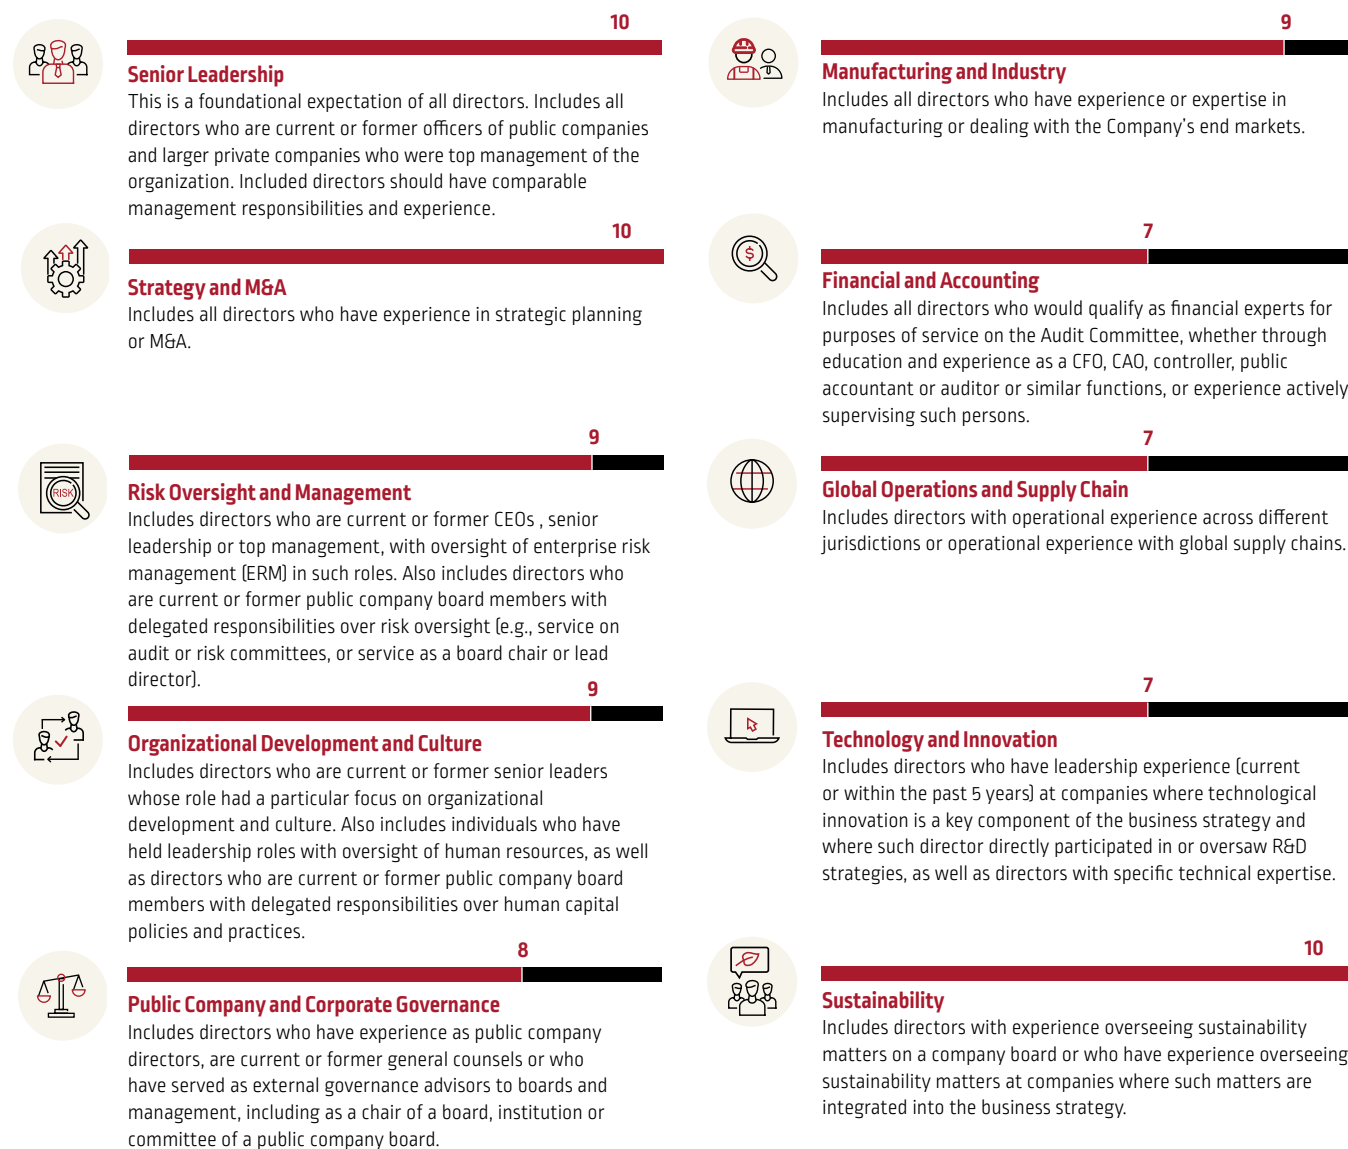 10
Senior Leadership
This is a foundational expectation of all directors. Includes all
directors who are current or former officers of public companies
and larger private companies who were top management of the
organization. Included directors should have comparable
management responsibilities and experience.
10
Strategy and M&A
Includes all directors who have experience in strategic planning
or M&A.
9
RISK
Risk Oversight and Management
Includes directors who are current or former CEOs , senior
leadership or top management, with oversight of enterprise risk
management (ERM) in such roles. Also includes directors who
are current or former public company board members with
delegated responsibilities over risk oversight (e.g., service on
audit or risk committees, or service as a board chair or lead
director).
9
Organizational Development and Culture
Includes directors who are current or former senior leaders
whose role had a particular focus on organizational
development and culture. Also includes individuals who have
held leadership roles with oversight of human resources, as well
as directors who are current or former public company board
members with delegated responsibilities over human capital
policies and practices.
8
Public Company and Corporate Governance
Includes directors who have experience as public company
directors, are current or former general counsels or who
have served as external governance advisors to boards and
management, including as a chair of a board, institution or
committee of a public company board.
9
Manufacturing and Industry
Includes all directors who have experience or expertise in
manufacturing or dealing with the Company's end markets.
7
$
Financial and Accounting
Includes all directors who would qualify as financial experts for
purposes of service on the Audit Committee, whether through
education and experience as a CFO, CAO, controller, public
accountant or auditor or similar functions, or experience actively
supervising such persons.
7
Global Operations and Supply Chain
Includes directors with operational experience across different
jurisdictions or operational experience with global supply chains.
7
Technology and Innovation
Includes directors who have leadership experience (current
or within the past 5 years) at companies where technological
innovation is a key component of the business strategy and
where such director directly participated in or oversaw R&D
strategies, as well as directors with specific technical expertise.
10
Sustainability
Includes directors with experience overseeing sustainability
matters on a company board or who have experience overseeing
sustainability matters at companies where such matters are
integrated into the business strategy.